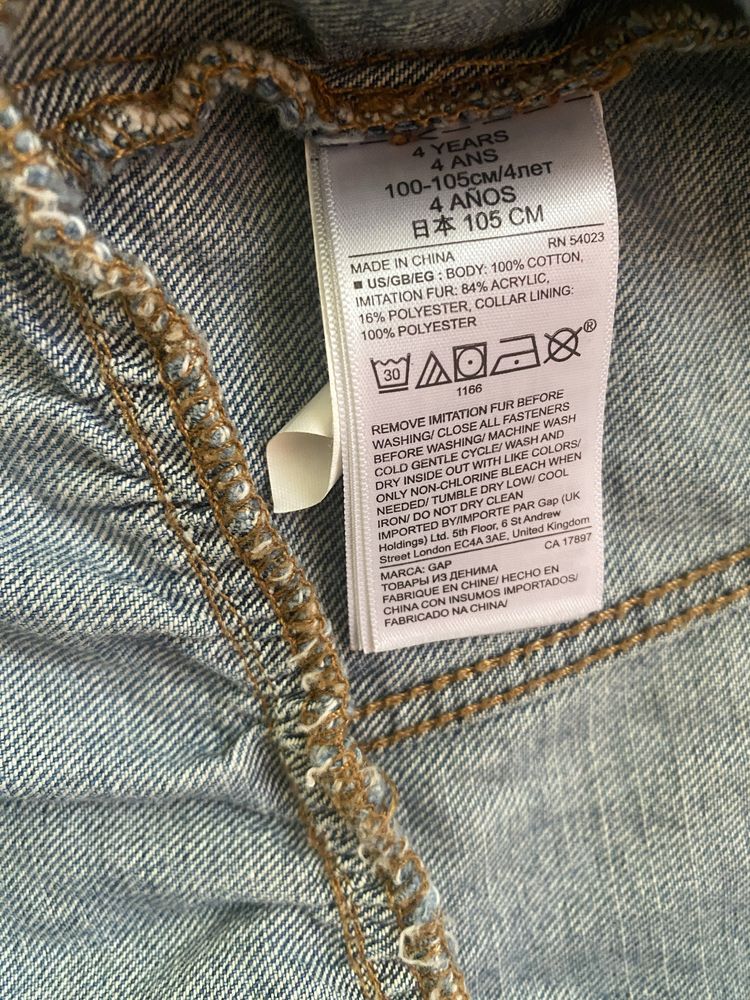 4 YEARS
4 ANS
100-105см/4лет
4 AÑOS
日本 105 CM
RN 54023
MADE IN CHINA
■ US/GB/EG : BODY: 100% COTTON,
IMITATION FUR: 84% ACRYLIC,
16% POLYESTER, COLLAR LINING:
100% POLYESTER
30
®
1166
REMOVE IMITATION FUR BEFORE
WASHING/ CLOSE ALL FASTENERS
BEFORE WASHING/ MACHINE WASH
COLD GENTLE CYCLE/ WASH AND
DRY INSIDE OUT WITH LIKE COLORS/
ONLY NON-CHLORINE BLEACH WHEN
NEEDED/ TUMBLE DRY LOW/ COOL
IRON/ DO NOT DRY CLEAN
IMPORTED BY/IMPORTE PAR Gap (UK
Holdings) Ltd. 5th Floor, 6 St Andrew
Street London EC4A 3AE, United Kingdom
CA 17897
MARCA: GAP
ТОВАРЫ ИЗ ДЕНИМА
FABRIQUE EN CHINE/ HECHO EN
CHINA CON INSUMOS IMPORTADOS/
FABRICADO NA CHINA/